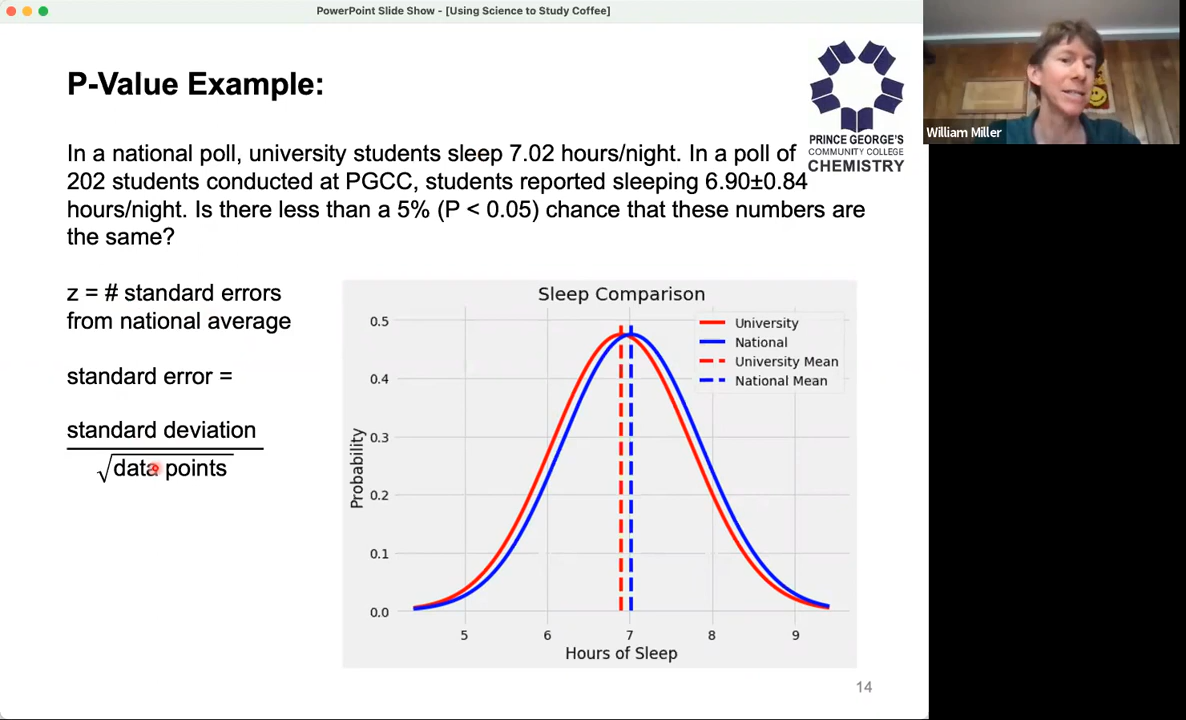 PowerPoint Slide Show - [Using Science to Study Coffee]
P-Value Example:
PRINCE GEORGE'S
COMMUNITY COLLEGE
CHEMISTRY
William Miller
In a national poll, university students sleep 7.02 hours/night. In a poll of
202 students conducted at PGCC, students reported sleeping 6.90±0.84
hours/night. Is there less than a 5% (P < 0.05) chance that these numbers are
the same?
z = # standard errors
from national average
standard error =
standard deviation
√data points
Sleep Comparison
University
National
University Mean
National Mean
Probability
0.5
0.4
0.3
0.2
0.1
0.0
5 6 7 8 9
Hours of Sleep
14